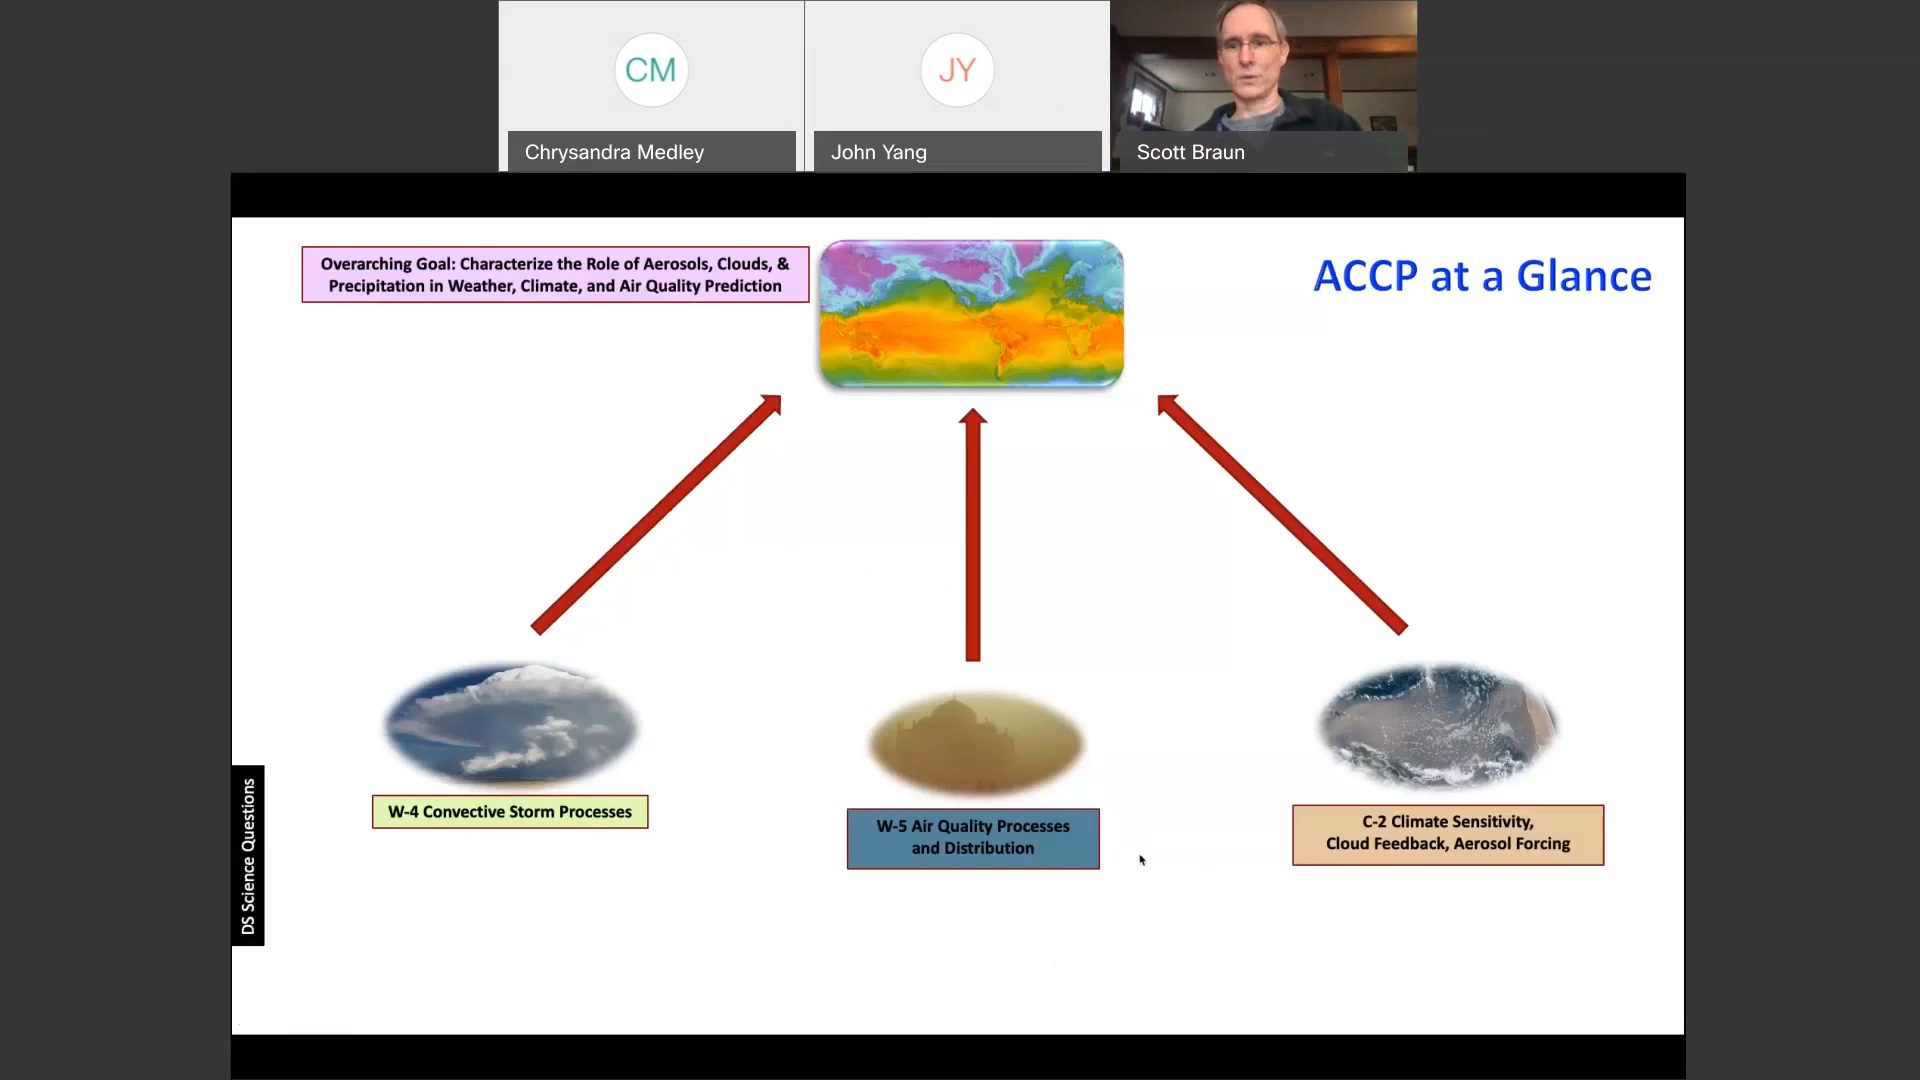 CM
JY
Chrysandra Medley
John Yang
Scott Braun
Overarching Goal: Characterize the Role of Aerosols, Clouds, &
Precipitation in Weather, Climate, and Air Quality Prediction
ACCP at a Glance
W-4 Convective Storm Processes
W-5 Air Quality Processes
and Distribution
C-2 Climate Sensitivity,
Cloud Feedback, Aerosol Forcing
DS Science Questions